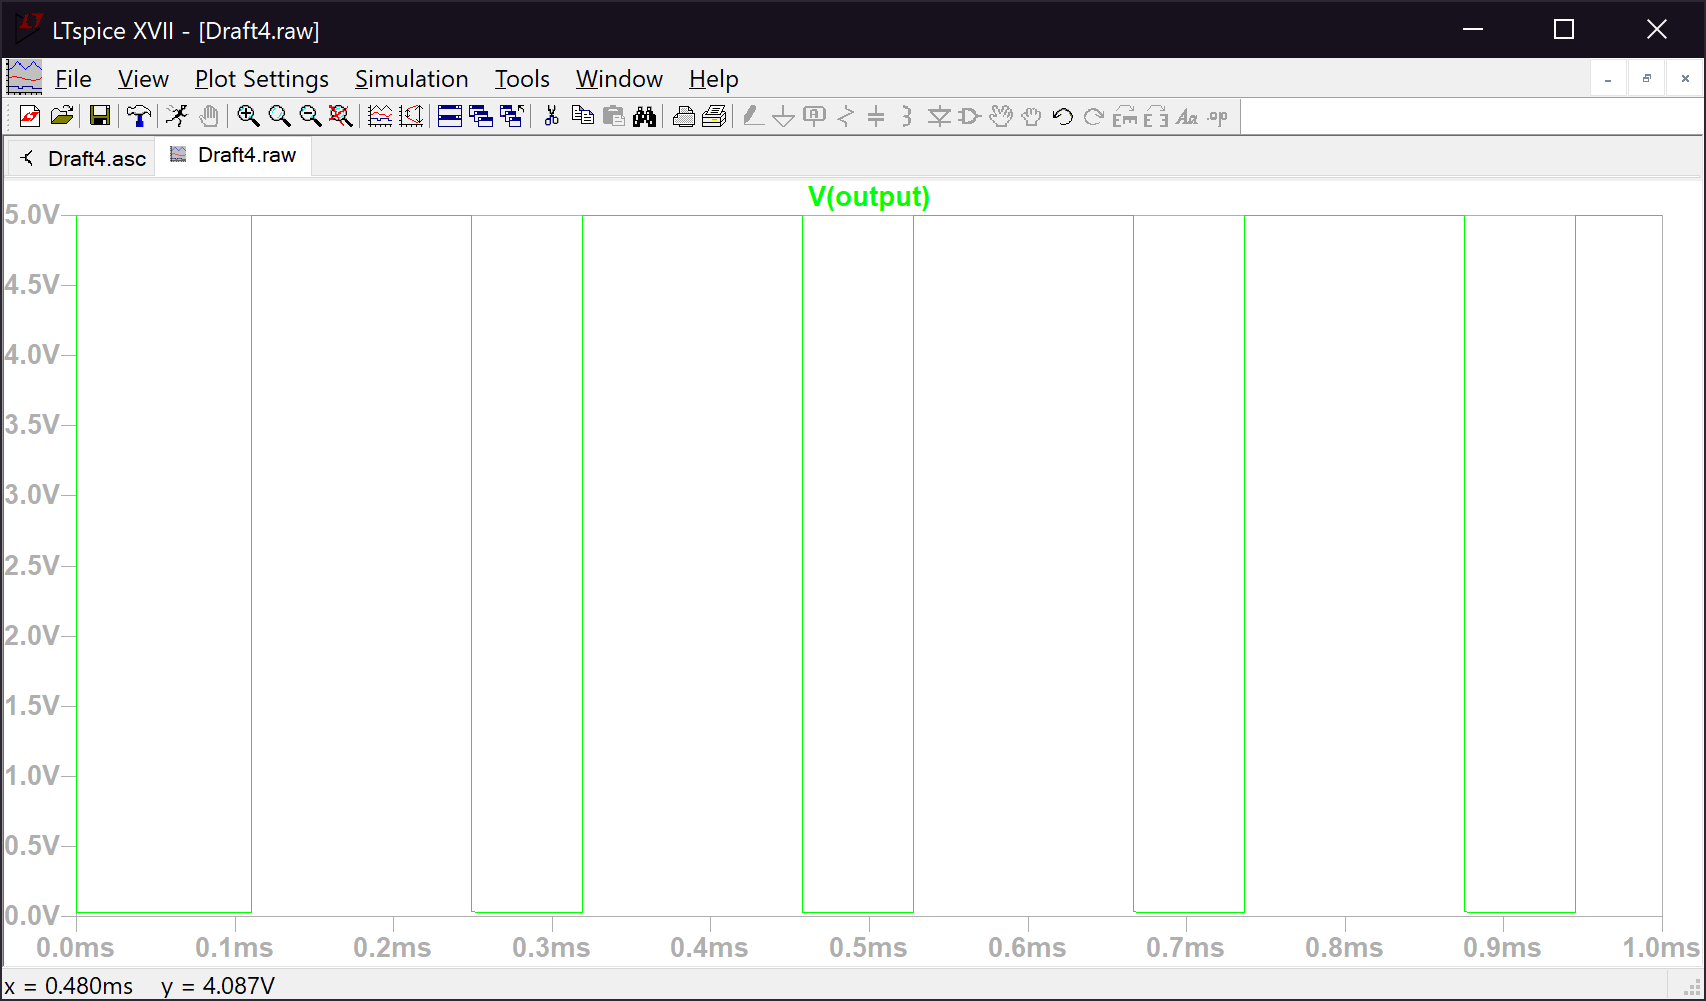 LTspice XVII - [Draft4.raw]
File View Plot Settings Simulation Tools Window Help
Draft4.asc Draft4.raw
V(output)
5.0V
4.5V
4.0V
3.5V
3.0V
2.5V
2.0V
1.5V
1.0V
0.5V
0.0V
0.0ms 0.1ms 0.2ms 0.3ms 0.4ms 0.5ms 0.6ms 0.7ms 0.8ms 0.9ms 1.0ms
x = 0.480ms y = 4.087V